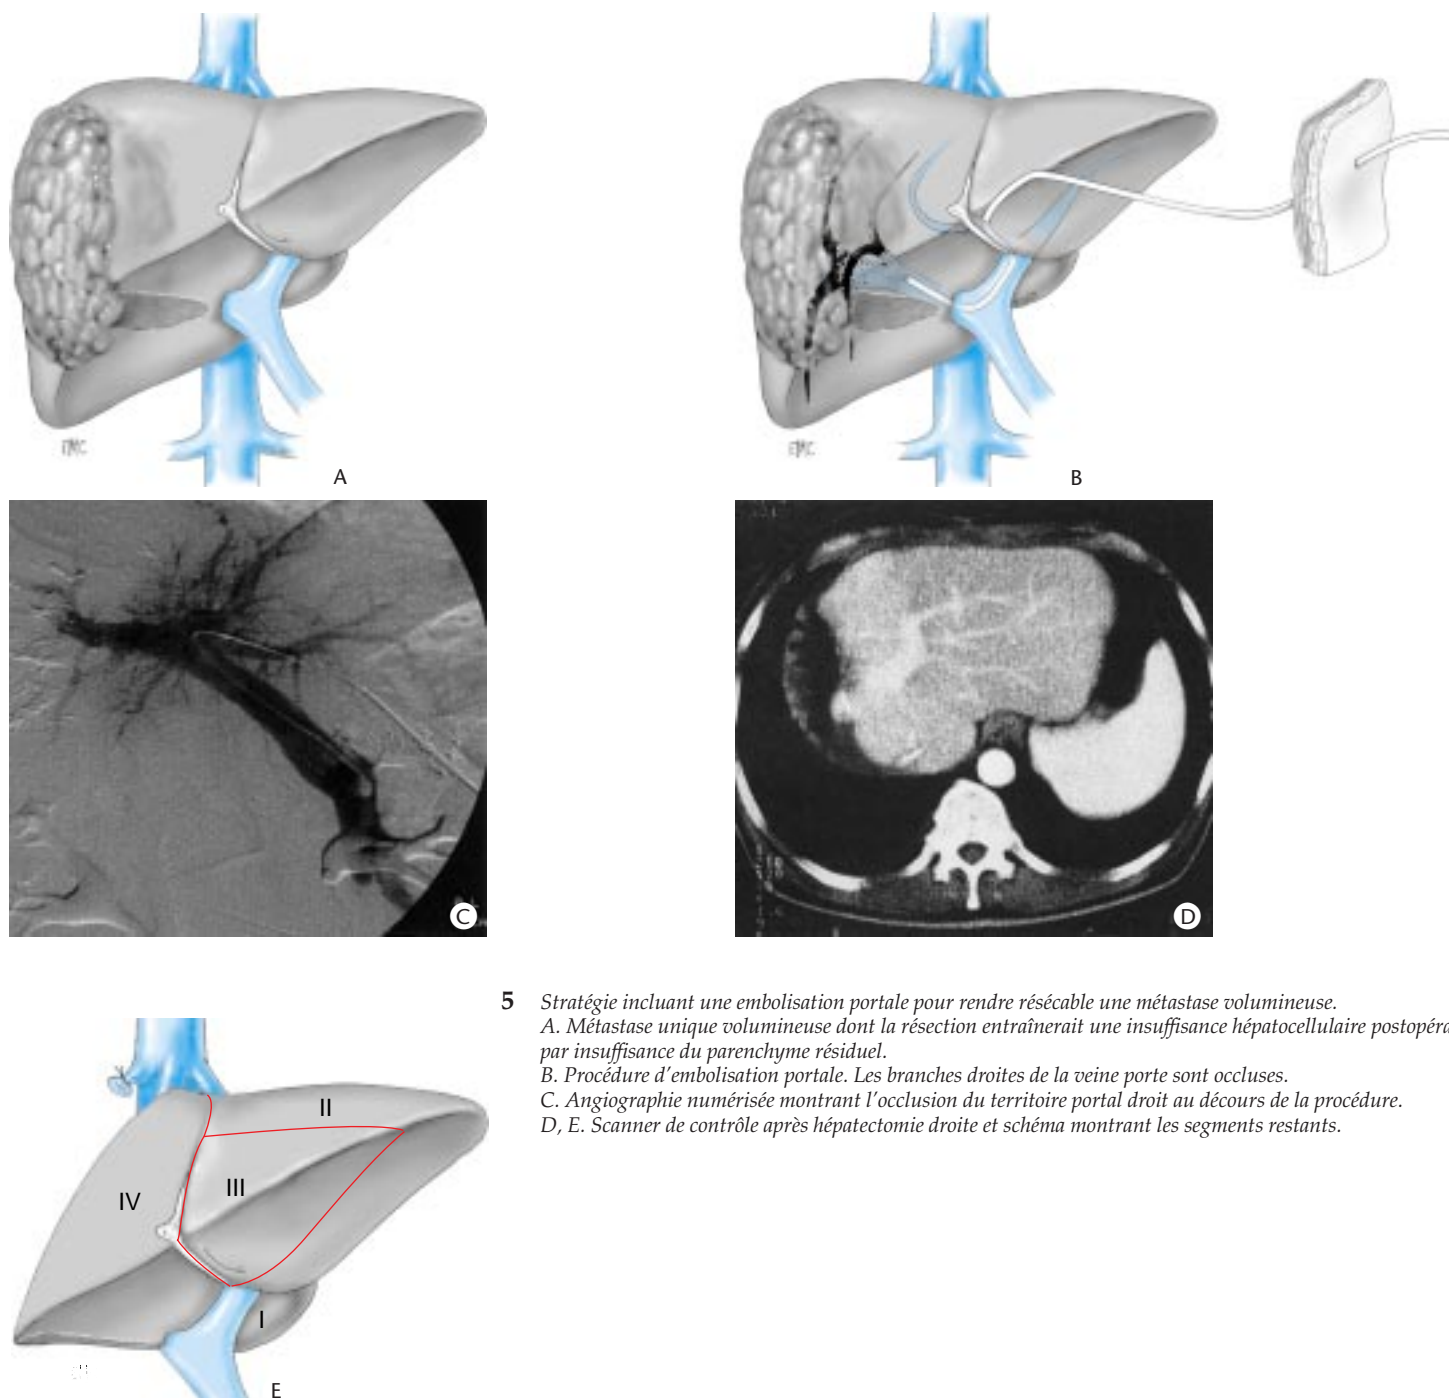 EMC
A
EMC
B
C
D
5 Stratégie incluant une embolisation portale pour rendre résécable une métastase volumineuse.
A. Métastase unique volumineuse dont la résection entraînerait une insuffisance hépatocellulaire postopéra
par insuffisance du parenchyme résiduel.
B. Procédure d'embolisation portale. Les branches droites de la veine porte sont occluses.
C. Angiographie numérisée montrant l'occlusion du territoire portal droit au décours de la procédure.
D, E. Scanner de contrôle après hépatectomie droite et schéma montrant les segments restants.
II
III
IV
I
E